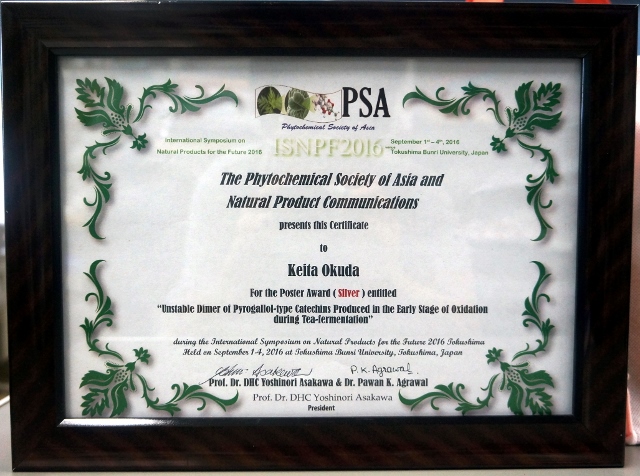 PSA
Phytochemical Society of Asia
International Symposium on
Natural Products for the Future 2016
ISNPF2016
September 1st – 4th, 2016
Tokushima Bunri University, Japan
The Phytochemical Society of Asia and
Natural Product Communications
presents this Certificate
to
Keita Okuda
For the Poster Award ( Silver ) entitled
“Unstable Dimer of Pyrogallol-type Catechins Produced in the Early Stage of Oxidation
during Tea-fermentation”
during the International Symposium on Natural Products for the Future 2016 Tokushima
Held on September 1-4, 2016 at Tokushima Bunri University, Tokushima, Japan
Asakawa P. K. Agrawal
Prof. Dr. DHC Yoshinori Asakawa & Dr. Pawan K. Agrawal
Prof. Dr. DHC Yoshinori Asakawa
President